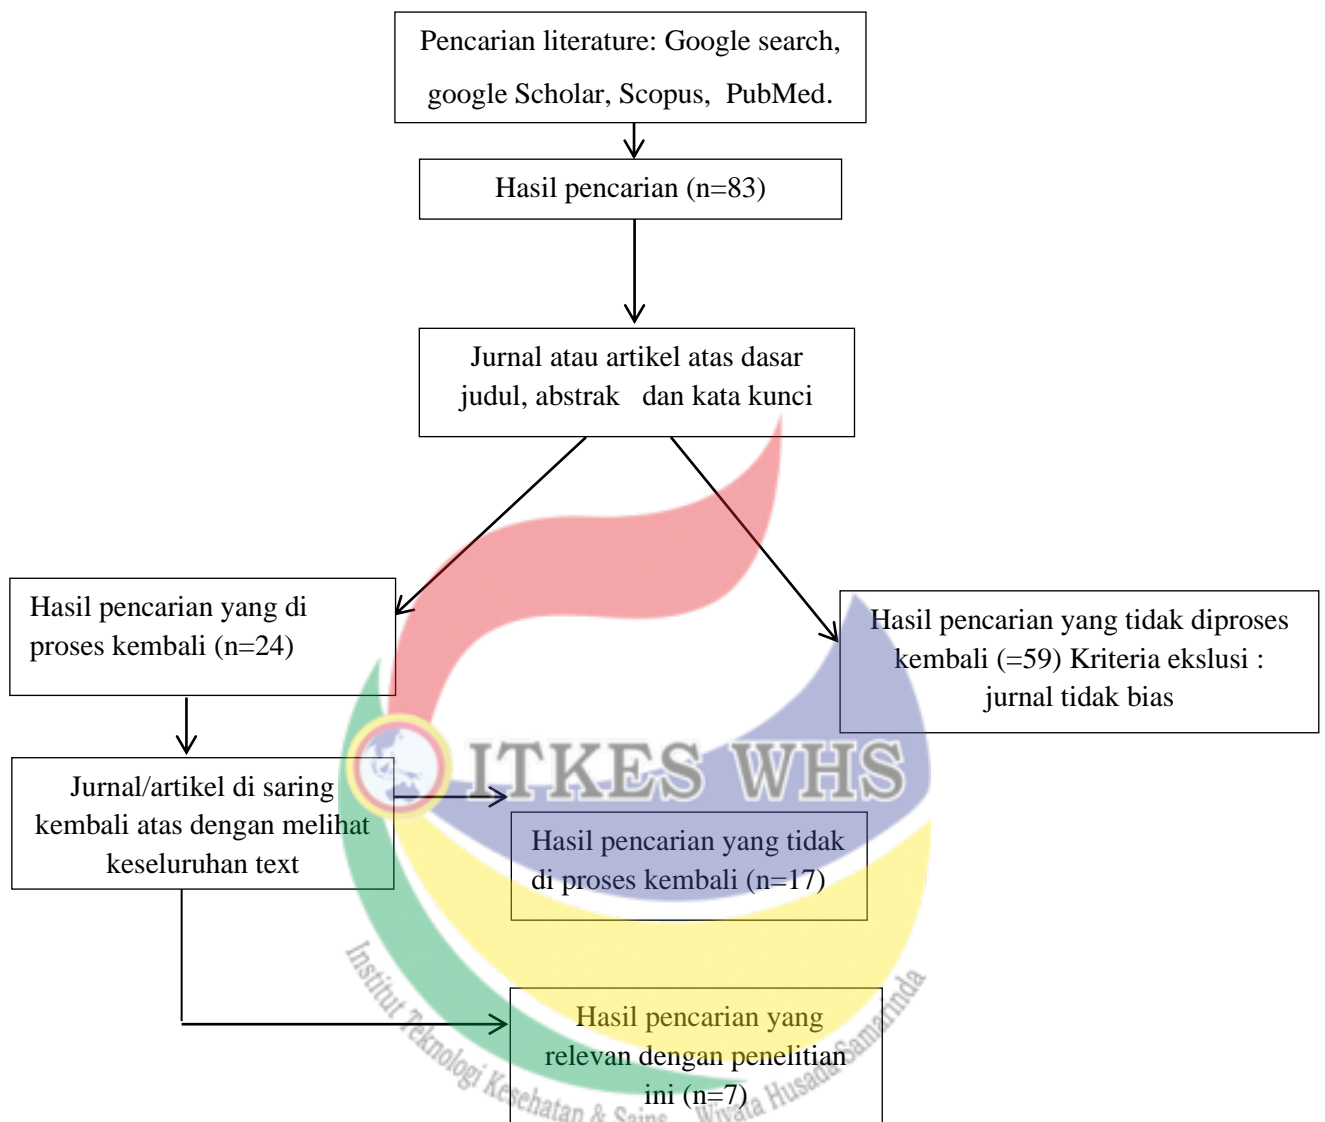 Pencarian literature: Google search,
google Scholar, Scopus, PubMed.
Hasil pencarian (n=83)
Jurnal atau artikel atas dasar
judul, abstrak dan kata kunci
Hasil pencarian yang di
proses kembali (n=24)
Hasil pencarian yang tidak diproses
kembali (=59) Kriteria ekslusi :
jurnal tidak bias
Jurnal/artikel di saring
kembali atas dengan melihat
keseluruhan text
ITKES WHS
Hasil pencarian yang tidak
di proses kembali (n=17)
Hasil pencarian yang
relevan dengan penelitian
ini (n=7)
Institut Teknologi Kesehatan & Sains Wiyata Husada Samarinda